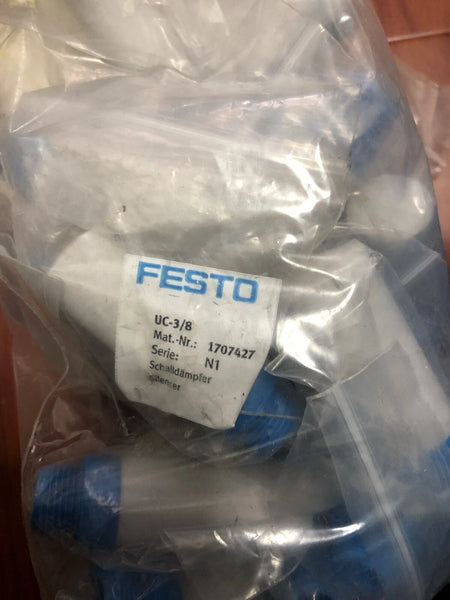 FESTO
UC-3/8
Mat.-Nr.: 1707427
Serie: N1
Schalldämpfer
silencer